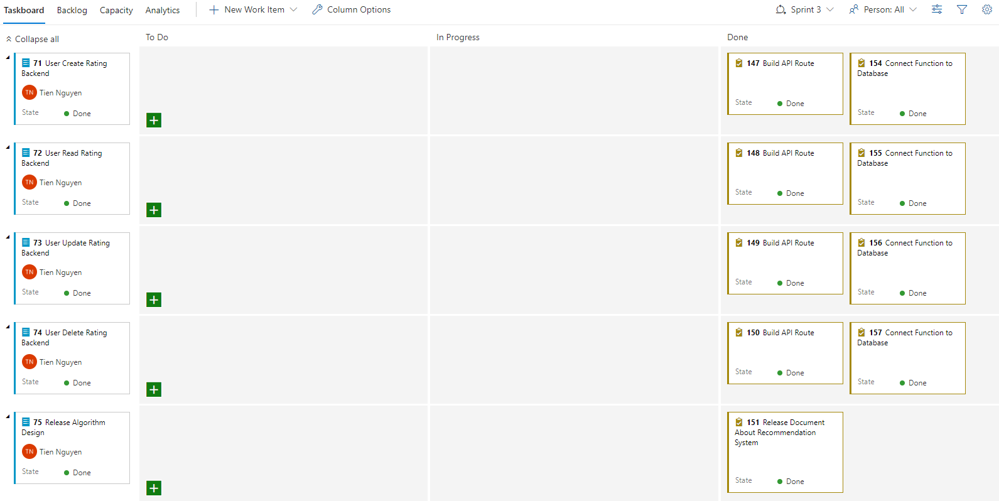 Taskboard Backlog Capacity Analytics New Work Item Column Options Sprint 3 Person: All
Collapse all To Do In Progress Done
71 User Create Rating
Backend
TN Tien Nguyen
State Done
147 Build API Route
State Done
154 Connect Function to
Database
State Done
72 User Read Rating
Backend
TN Tien Nguyen
State Done
148 Build API Route
State Done
155 Connect Function to
Database
State Done
73 User Update Rating
Backend
TN Tien Nguyen
State Done
149 Build API Route
State Done
156 Connect Function to
Database
State Done
74 User Delete Rating
Backend
TN Tien Nguyen
State Done
150 Build API Route
State Done
157 Connect Function to
Database
State Done
75 Release Algorithm
Design
TN Tien Nguyen
State Done
151 Release Document
About Recommendation
System
State Done